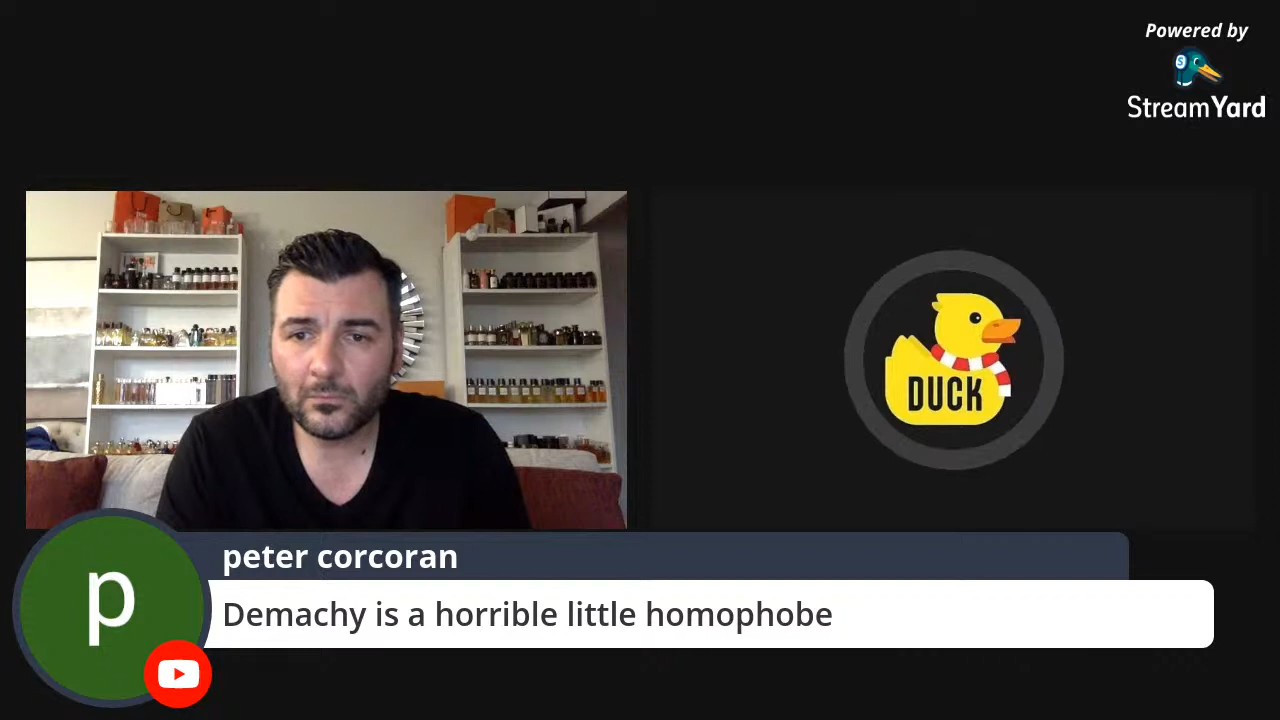 Powered by
StreamYard
DUCK
peter corcoran
p
Demachy is a horrible little homophobe